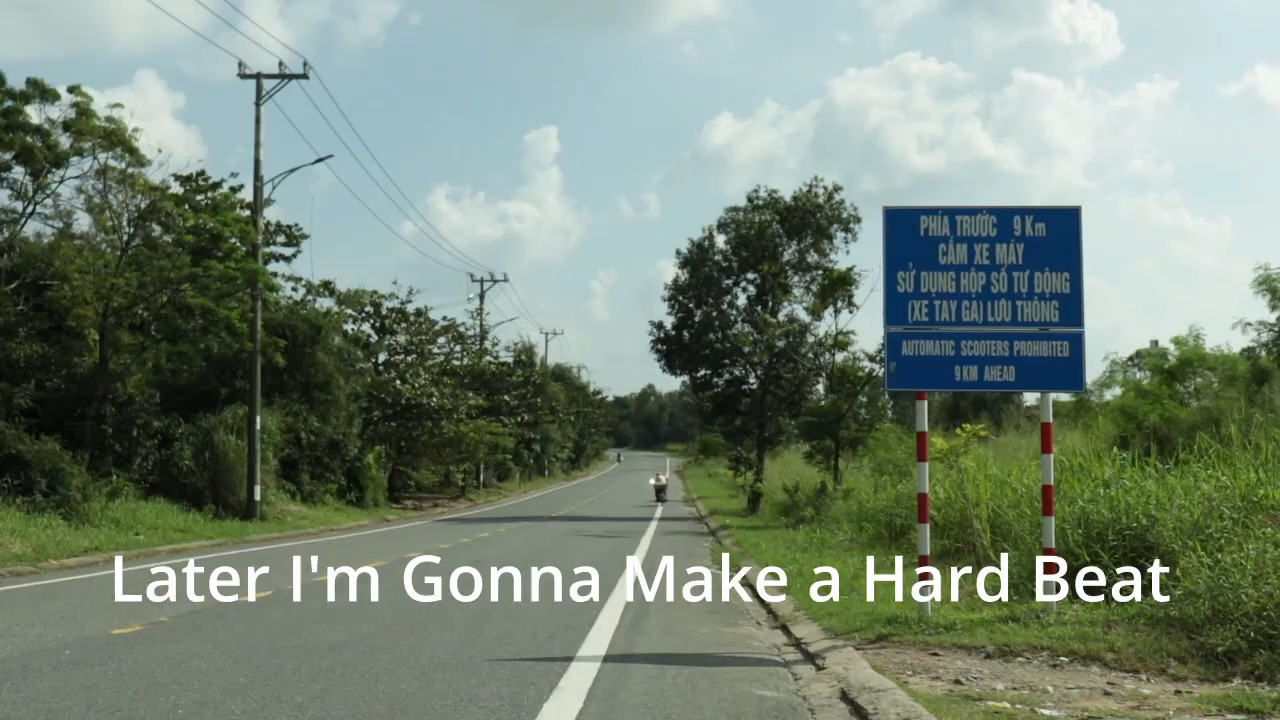 PHÍA TRƯỚC 9 Km
CẤM XE MÁY
SỬ DỤNG HỘP SỐ TỰ ĐỘNG
(XE TAY GA) LƯU THÔNG
AUTOMATIC SCOOTERS PROHIBITED
9 KM AHEAD
Later I'm Gonna Make a Hard Beat